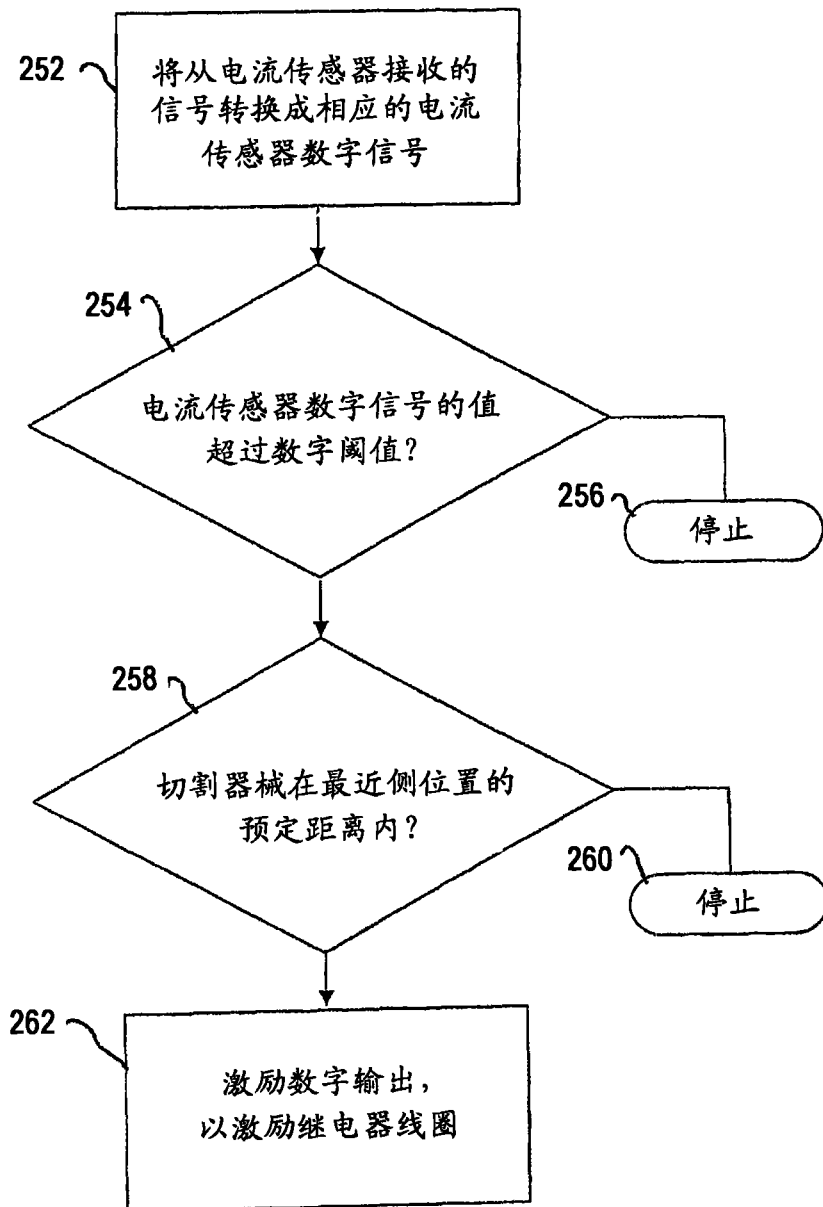 252
将从电流传感器接收的
信号转换成相应的电流
传感器数字信号
254
电流传感器数字信号的值
超过数字阈值?
256
停止
258
切割器械在最近侧位置的
预定距离内?
260
停止
262
激励数字输出,
以激励继电器线圈